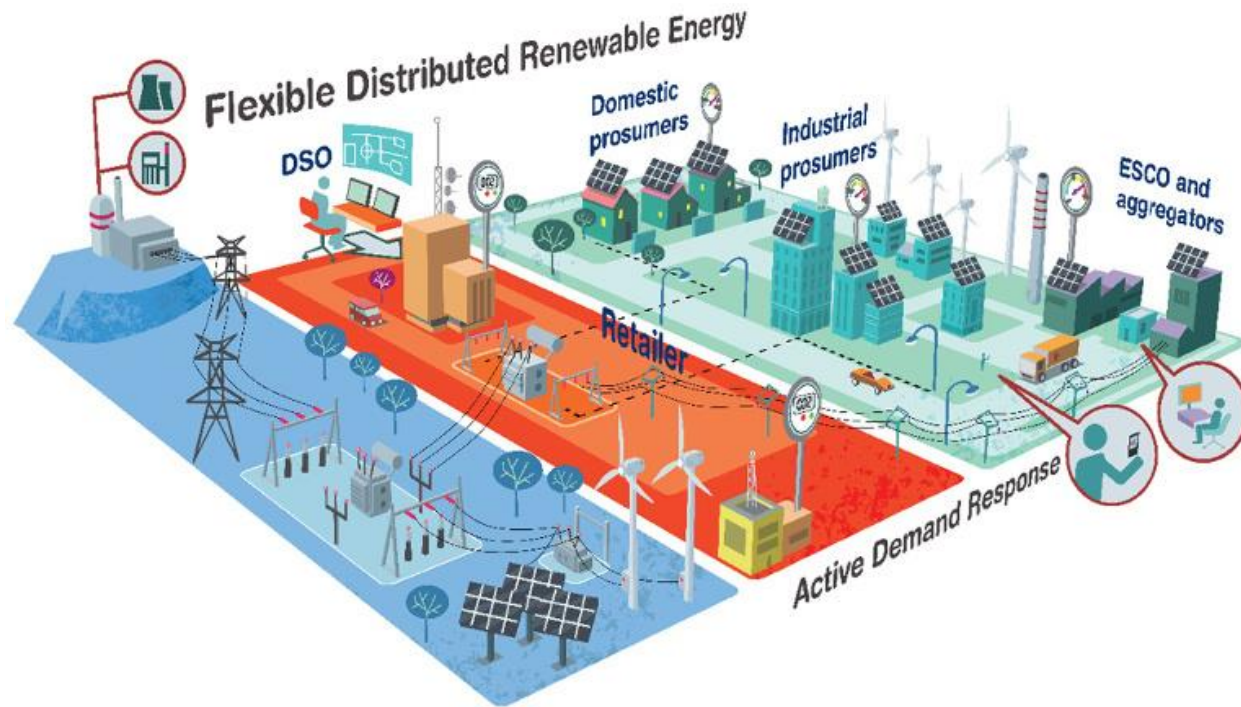 Flexible Distributed Renewable Energy
Domestic
prosumers
Industrial
prosumers
DSO
ESCO and
aggregators
Retailer
Active Demand Response